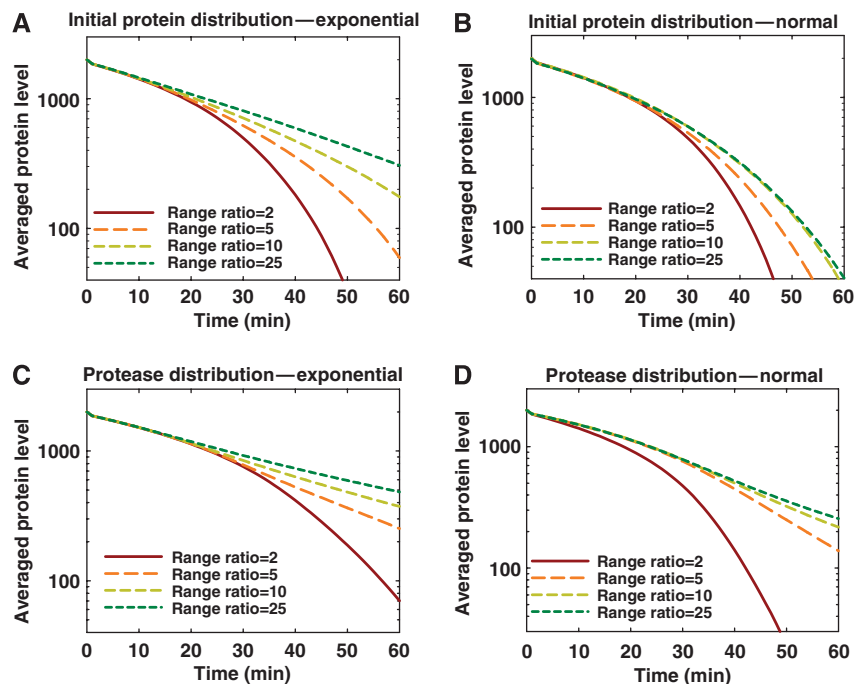 A
Initial protein distribution—exponential
Averaged protein level
1000
100
Range ratio=2
Range ratio=5
Range ratio=10
Range ratio=25
0 10 20 30 40 50 60
Time (min)
B
Initial protein distribution—normal
Averaged protein level
1000
100
Range ratio=2
Range ratio=5
Range ratio=10
Range ratio=25
0 10 20 30 40 50 60
Time (min)
C
Protease distribution—exponential
Averaged protein level
1000
100
Range ratio=2
Range ratio=5
Range ratio=10
Range ratio=25
0 10 20 30 40 50 60
Time (min)
D
Protease distribution—normal
Averaged protein level
1000
100
Range ratio=2
Range ratio=5
Range ratio=10
Range ratio=25
0 10 20 30 40 50 60
Time (min)